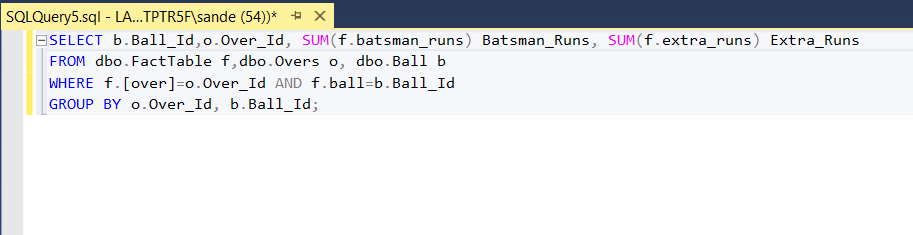 SQLQuery5.sql - LA...TPTR5F\sande (54))*
SELECT b.Ball_Id,o.Over_Id, SUM(f.batsman_runs) Batsman_Runs, SUM(f.extra_runs) Extra_Runs
FROM dbo.FactTable f,dbo.Overs o, dbo.Ball b
WHERE f.[over]=o.Over_Id AND f.ball=b.Ball_Id
GROUP BY o.Over_Id, b.Ball_Id;